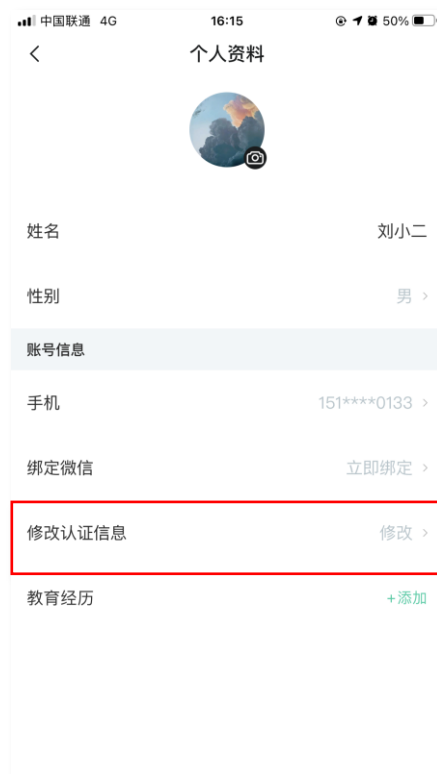 中国联通 4G 16:15 50%
个人资料
姓名 刘小二
性别 男
账号信息
手机 151****0133
绑定微信 立即绑定
修改认证信息 修改
教育经历 +添加